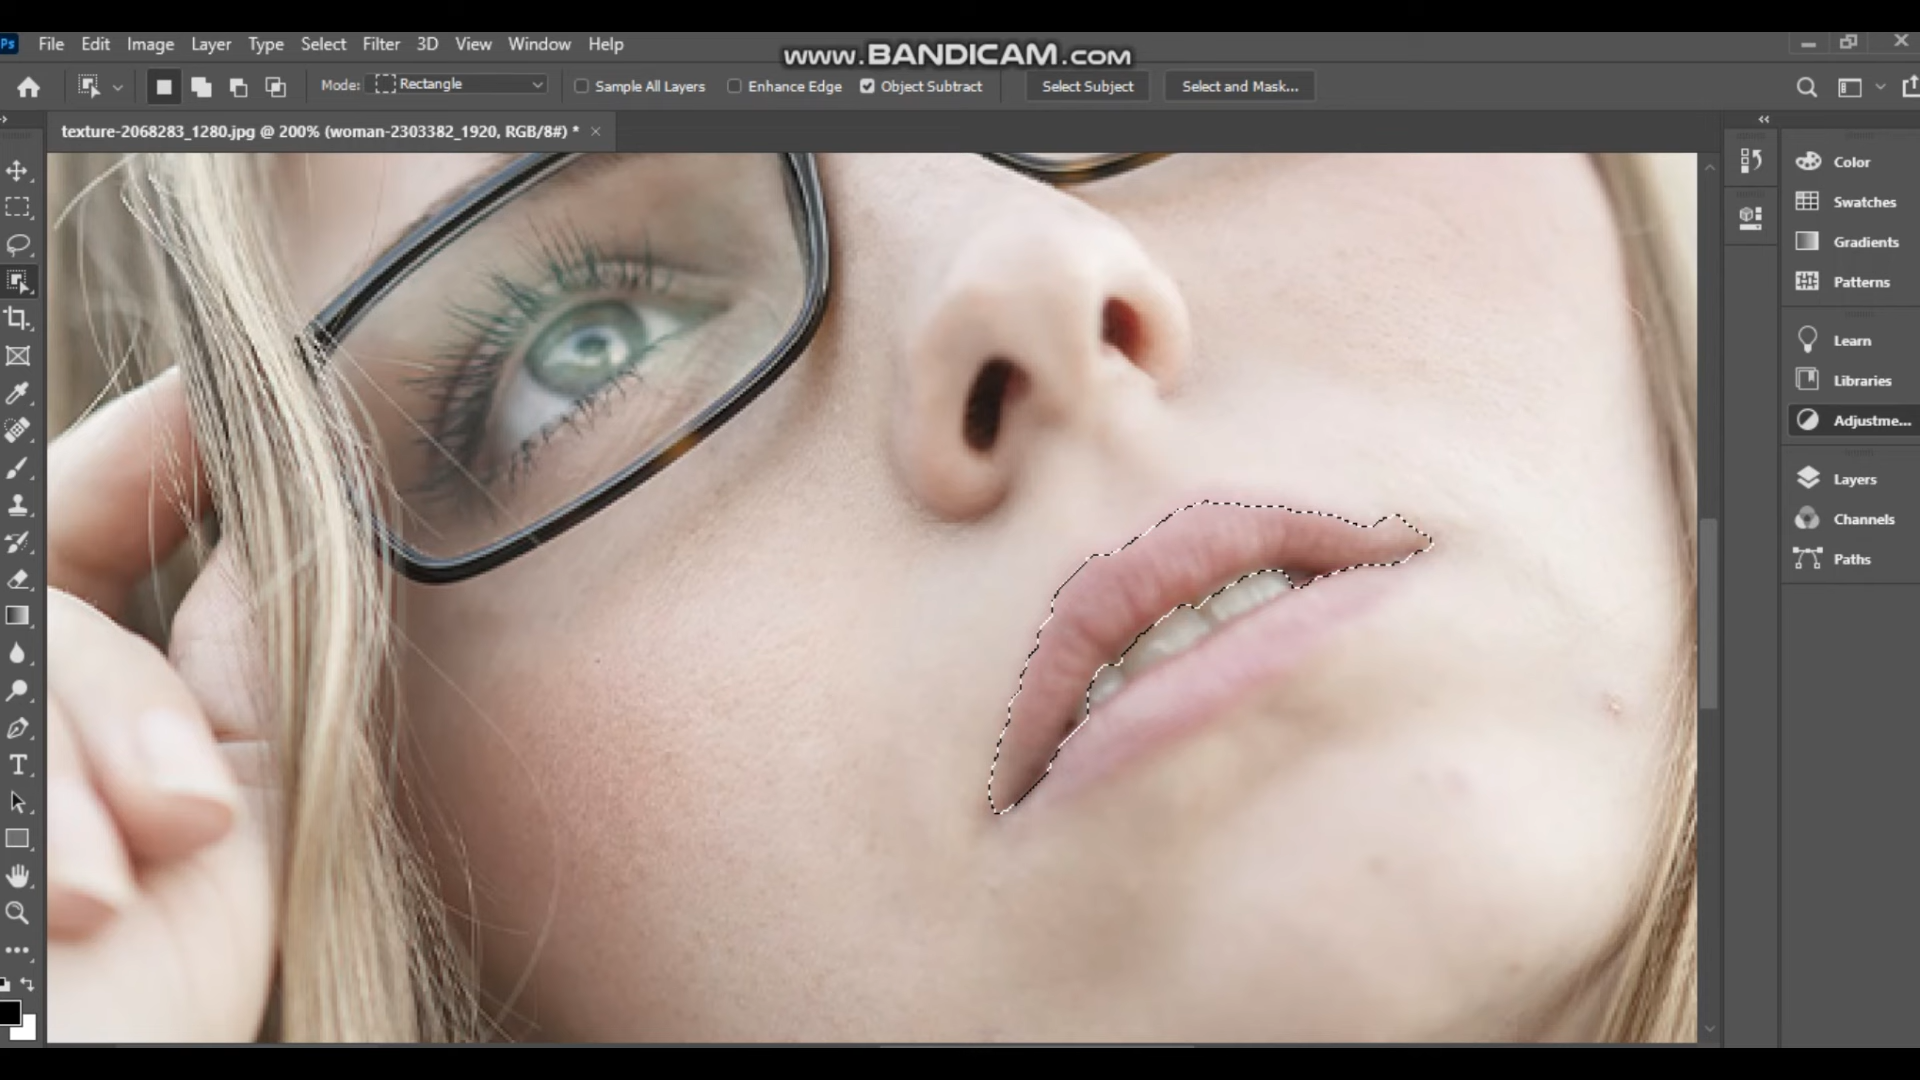 Ps File Edit Image Layer Type Select Filter 3D View Window Help
www.BANDICAM.com
Mode: Rectangle Sample All Layers Enhance Edge Object Subtract Select Subject Select and Mask...
texture-2068283_1280.jpg @ 200% (woman-2303382_1920, RGB/8#) *
Color
Swatches
Gradients
Patterns
Learn
Libraries
Adjustme...
Layers
Channels
Paths